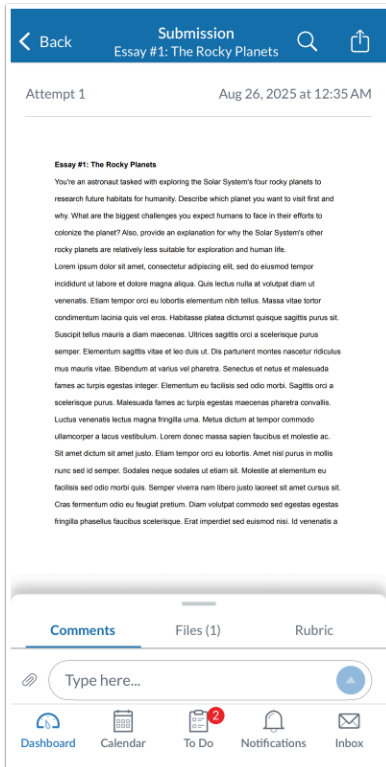 Back
Submission
Essay #1: The Rocky Planets
Attempt 1
Aug 26, 2025 at 12:35 AM
Essay #1: The Rocky Planets
You're an astronaut tasked with exploring the Solar System's four rocky planets to
research future habitats for humanity. Describe which planet you want to visit first and
why. What are the biggest challenges you expect humans to face in their efforts to
colonize the planet? Also, provide an explanation for why the Solar System's other
rocky planets are relatively less suitable for exploration and human life.
Lorem ipsum dolor sit amet, consectetur adipiscing elit, sed do eiusmod tempor
incididunt ut labore et dolore magna aliqua. Quis lectus nulla at volutpat diam ut
venenatis. Etiam tempor orci eu lobortis elementum nibh tellus. Massa vitae tortor
condimentum lacinia quis vel eros. Habitasse platea dictumst quisque sagittis purus sit.
Suscipit tellus mauris a diam maecenas. Ultrices sagittis orci a scelerisque purus
semper. Elementum sagittis vitae et leo duis ut. Dis parturient montes nascetur ridiculus
mus mauris vitae. Bibendum at varius vel pharetra. Senectus et netus et malesuada
fames ac turpis egestas integer. Elementum eu facilisis sed odio morbi. Sagittis orci a
scelerisque purus. Malesuada fames ac turpis egestas maecenas pharetra convallis.
Luctus venenatis lectus magna fringilla urna. Metus dictum at tempor commodo
ullamcorper a lacus vestibulum. Lorem donec massa sapien faucibus et molestie ac.
Sit amet dictum sit amet justo. Etiam tempor orci eu lobortis. Amet nisl purus in mollis
nunc sed id semper. Sodales neque sodales ut etiam sit. Molestie at elementum eu
facilisis sed odio morbi quis. Semper viverra nam libero justo laoreet sit amet cursus sit.
Cras fermentum odio eu feugiat pretium. Diam volutpat commodo sed egestas egestas
fringilla phasellus faucibus scelerisque. Erat imperdiet sed euismod nisi. Id venenatis a
Comments
Files (1)
Rubric
Type here...
2
Dashboard
Calendar
To Do
Notifications
Inbox